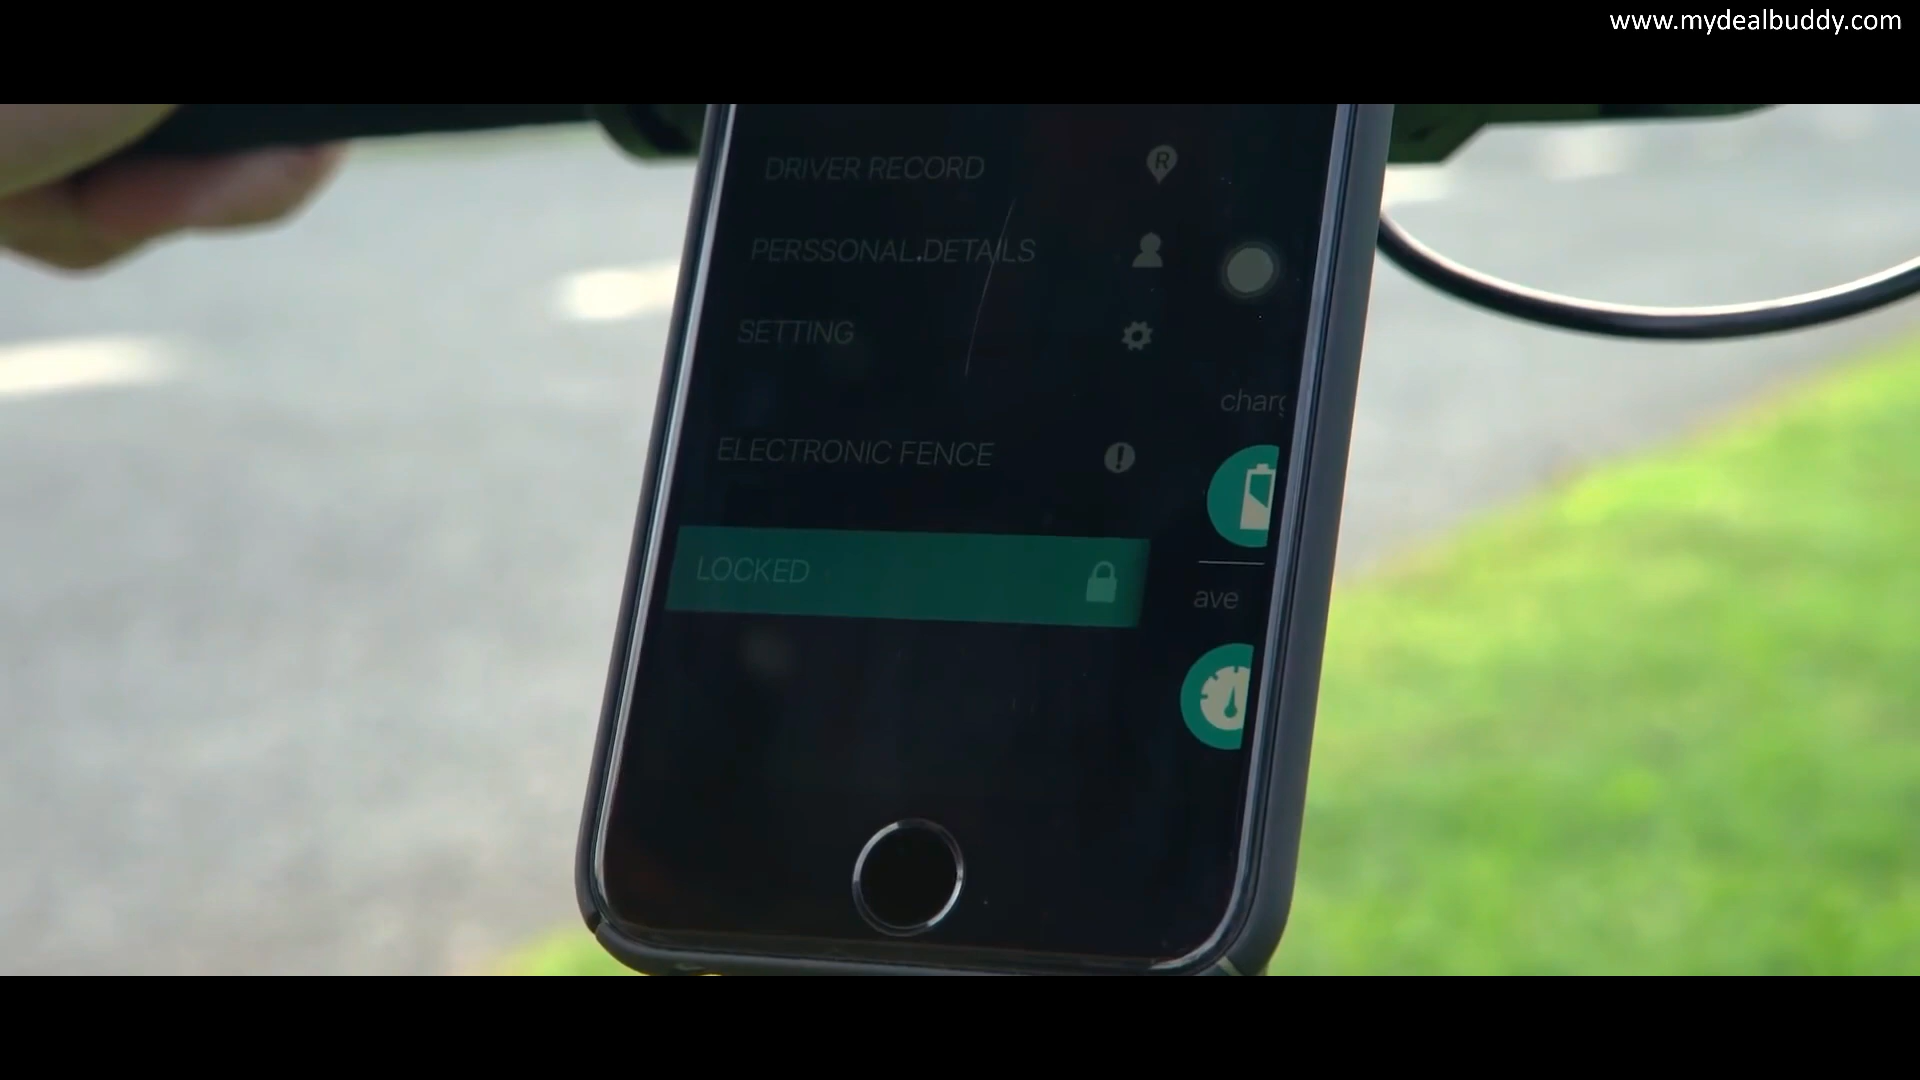 www.mydealbuddy.com
DRIVER RECORD
R
PERSSONAL DETAILS
SETTING
charg
ELECTRONIC FENCE
LOCKED
ave